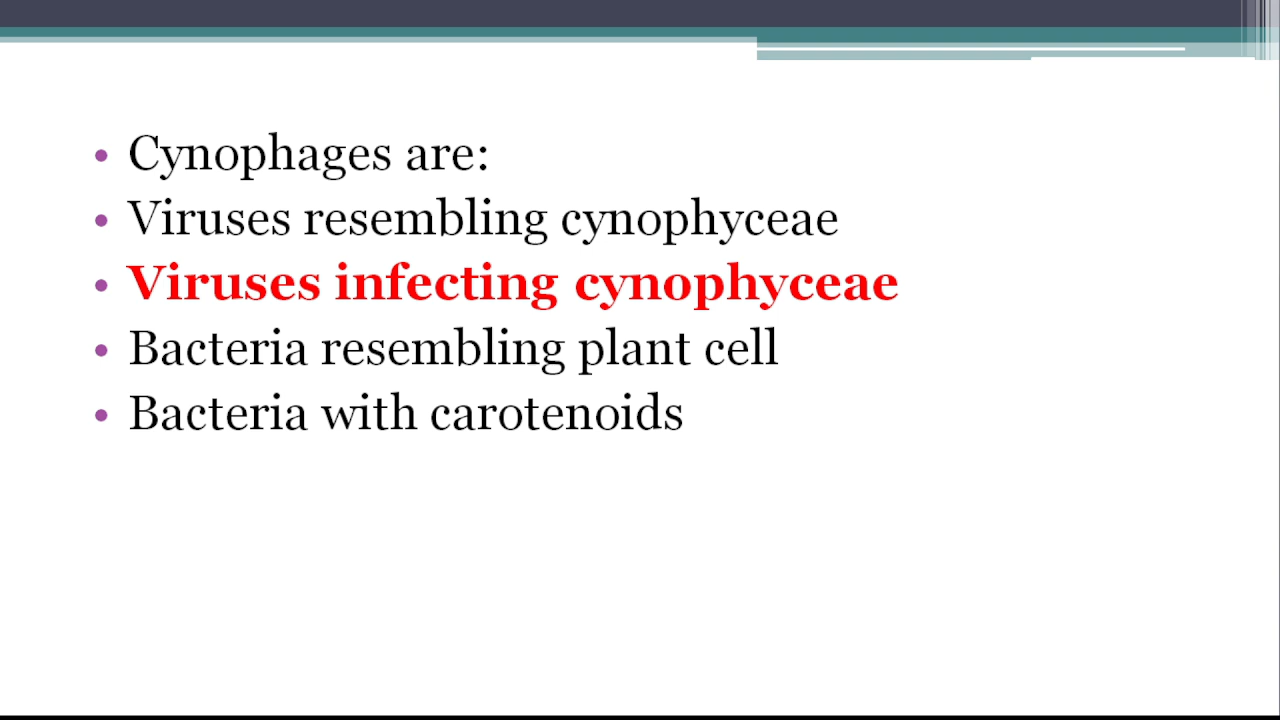 • Cynophages are:
• Viruses resembling cynophyceae
• Viruses infecting cynophyceae
• Bacteria resembling plant cell
• Bacteria with carotenoids